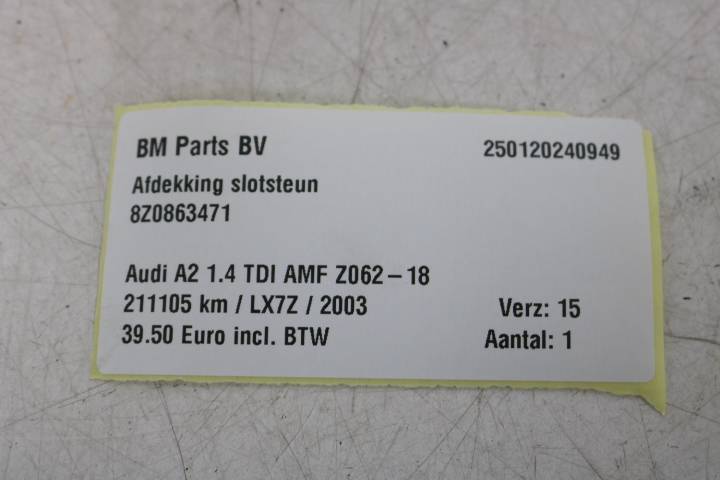 BM Parts BV 250120240949
Afdekking slotsteun
8Z0863471
Audi A2 1.4 TDI AMF Z062-18
211105 km / LX7Z / 2003 Verz: 15
39.50 Euro incl. BTW Aantal: 1